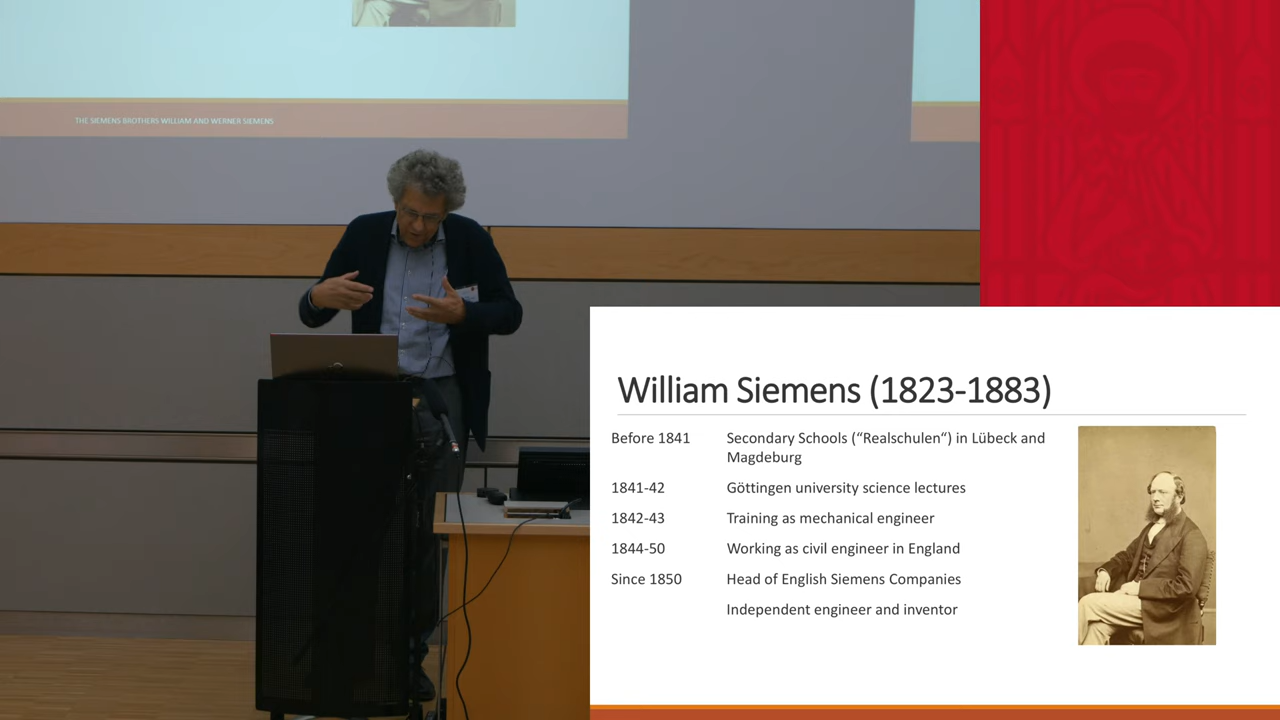 THE SIEMENS BROTHERS WILLIAM AND WERNER SIEMENS
William Siemens (1823-1883)
Before 1841 Secondary Schools (“Realschulen“) in Lübeck and
Magdeburg
1841-42 Göttingen university science lectures
1842-43 Training as mechanical engineer
1844-50 Working as civil engineer in England
Since 1850 Head of English Siemens Companies
Independent engineer and inventor